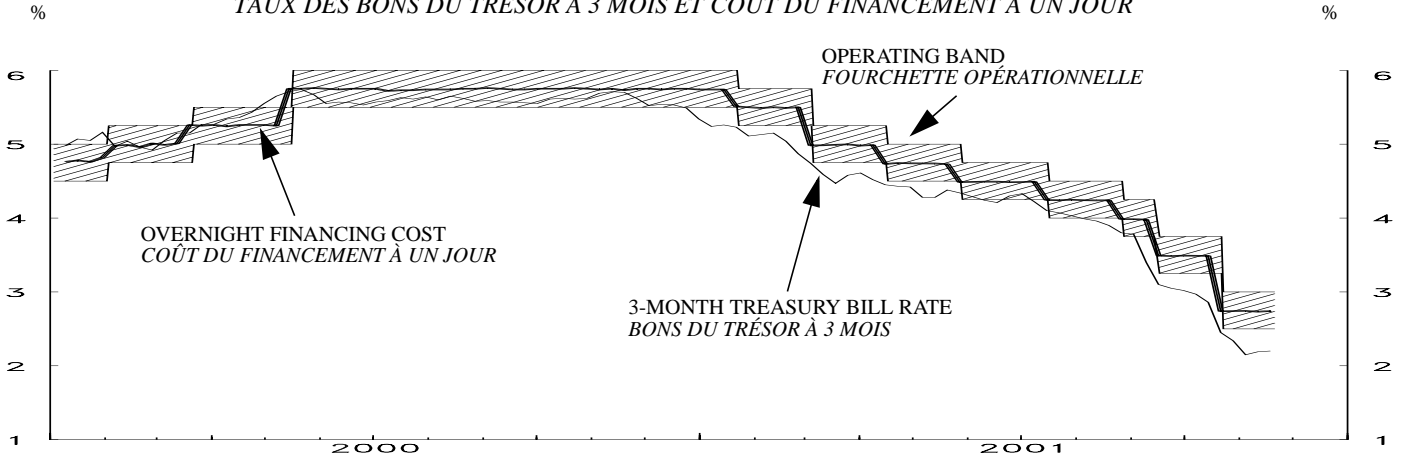 TAUX DES BONS DU TRÉSOR À 3 MOIS ET COÛT DU FINANCEMENT À UN JOUR
% %
OPERATING BAND
FOURCHETTE OPÉRATIONNELLE
6 6
5 5
4 4
OVERNIGHT FINANCING COST
COÛT DU FINANCEMENT À UN JOUR
3 3
3-MONTH TREASURY BILL RATE
BONS DU TRÉSOR À 3 MOIS
2 2
1 1
2000 2001